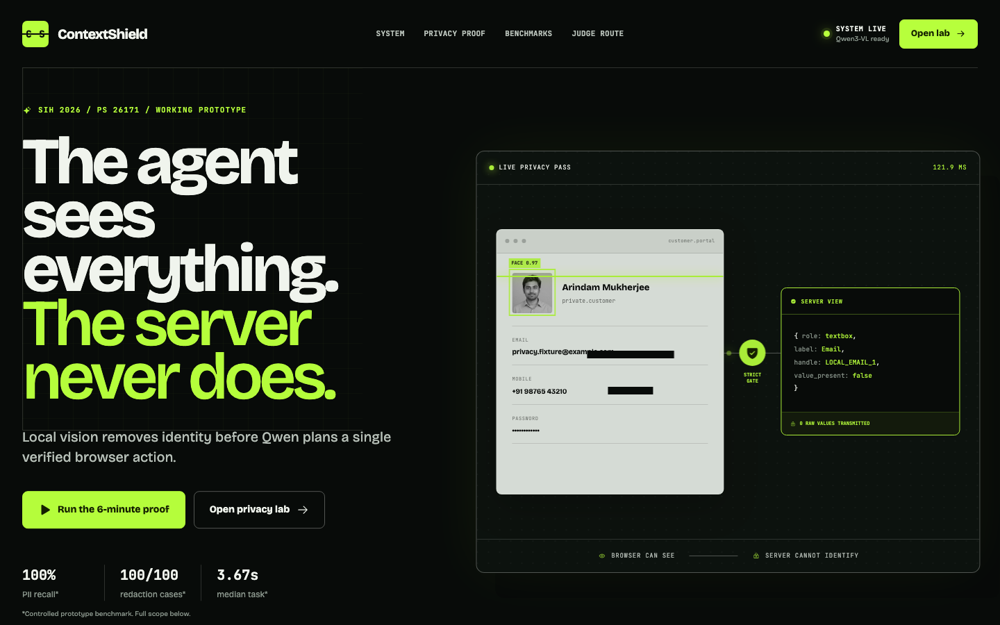 C S
ContextShield
SYSTEM
PRIVACY PROOF
BENCHMARKS
JUDGE ROUTE
SYSTEM LIVE
Qwen3-VL ready
Open lab
SIH 2026 / PS 26171 / WORKING PROTOTYPE
The agent
sees
everything.
The server
never does.
Local vision removes identity before Qwen plans a single
verified browser action.
Run the 6-minute proof
Open privacy lab
100%
PII recall*
100/100
redaction cases*
3.67s
median task*
*Controlled prototype benchmark. Full scope below.
LIVE PRIVACY PASS
121.9 MS
customer.portal
FACE 0.97
Arindam Mukherjee
private.customer
EMAIL
privacy.fixture@example.com
MOBILE
+91 98765 43210
PASSWORD
••••••••••••
STRICT
GATE
SERVER VIEW
{ role: textbox,
label: Email,
handle: LOCAL_EMAIL_1,
value_present: false
}
0 RAW VALUES TRANSMITTED
BROWSER CAN SEE
SERVER CANNOT IDENTIFY